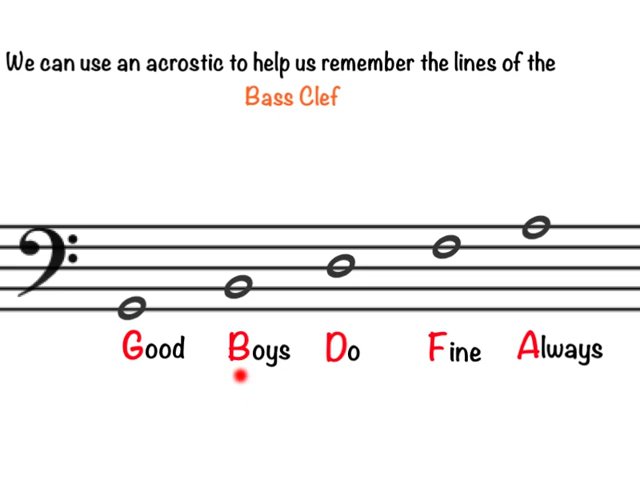 We can use an acrostic to help us remember the lines of the
Bass Clef
Good Boys Do Fine Always